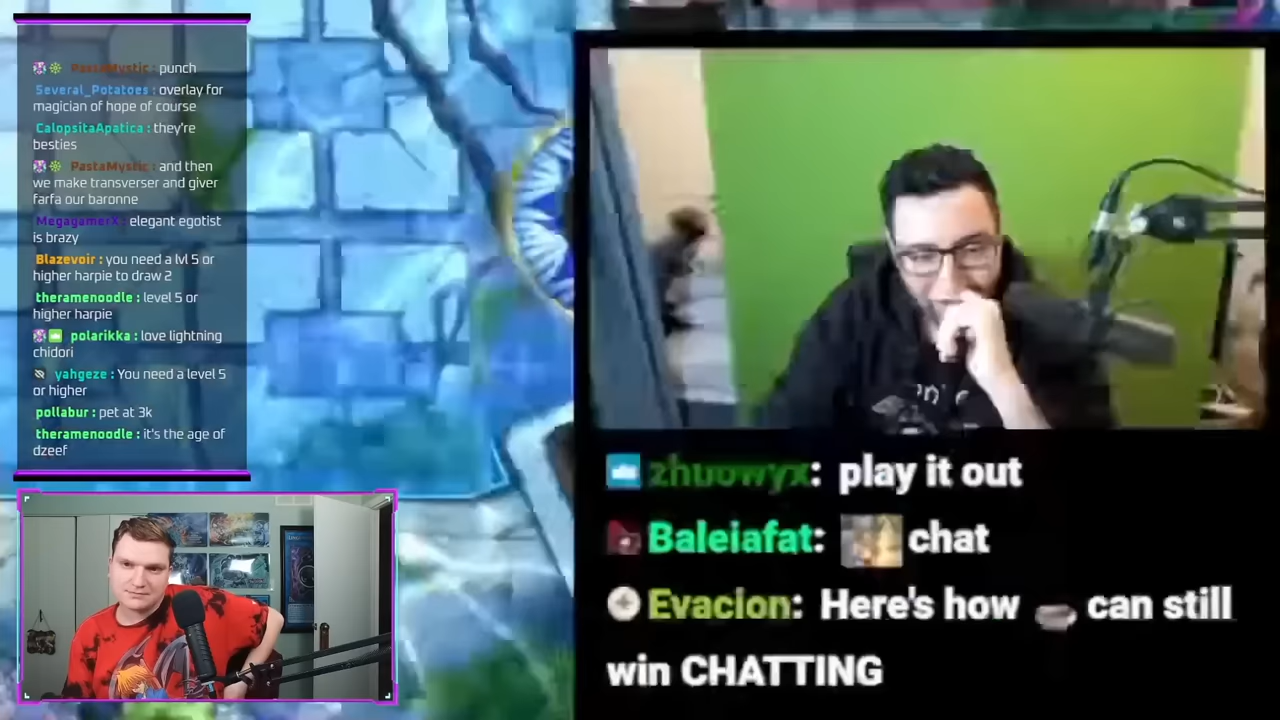 PastaMystic : punch
Several_Potatoes : overlay for
magician of hope of course
CalopsitaApatica : they're
besties
PastaMystic : and then
we make transverser and giver
farfa our baronne
MegagamerX : elegant egotist
is brazy
Blazevoir : you need a lvl 5 or
higher harpie to draw 2
theramenoodle : level 5 or
higher harpie
polarikka : love lightning
chidori
yahgeze : You need a level 5
or higher
pollabur : pet at 3k
theramenoodle : it's the age of
dzeef
zhuowyx: play it out
Baleiafat: chat
Evacion: Here's how can still
win CHATTING